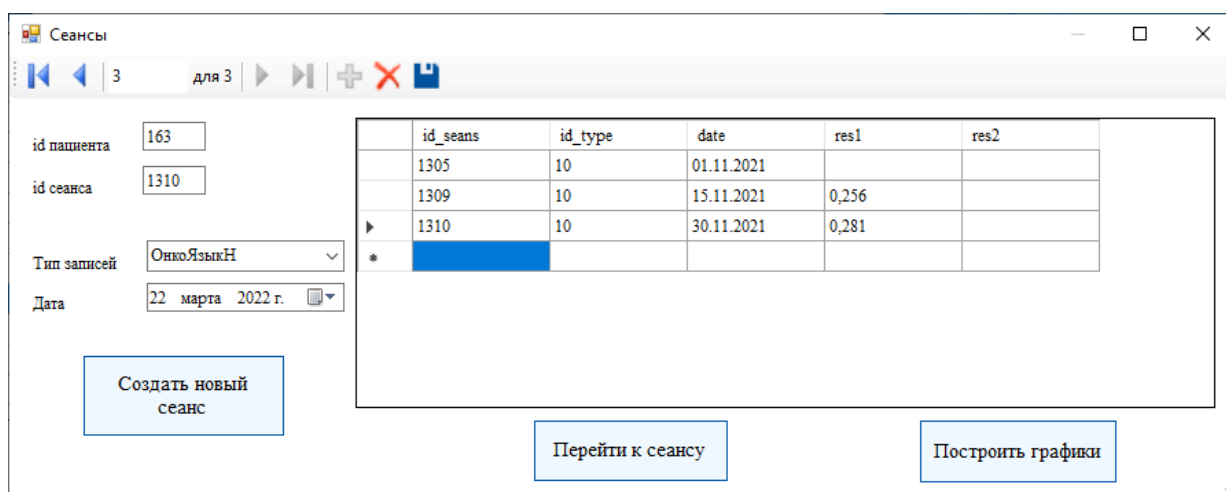 Сеансы
3 для 3
id пациента 163
id сеанса 1310
Тип записей ОнкоЯзыкН
Дата 22 марта 2022 г.
Создать новый
сеанс
id_seans id_type date res1 res2
1305 10 01.11.2021
1309 10 15.11.2021 0,256
1310 10 30.11.2021 0,281
Перейти к сеансу
Построить графики